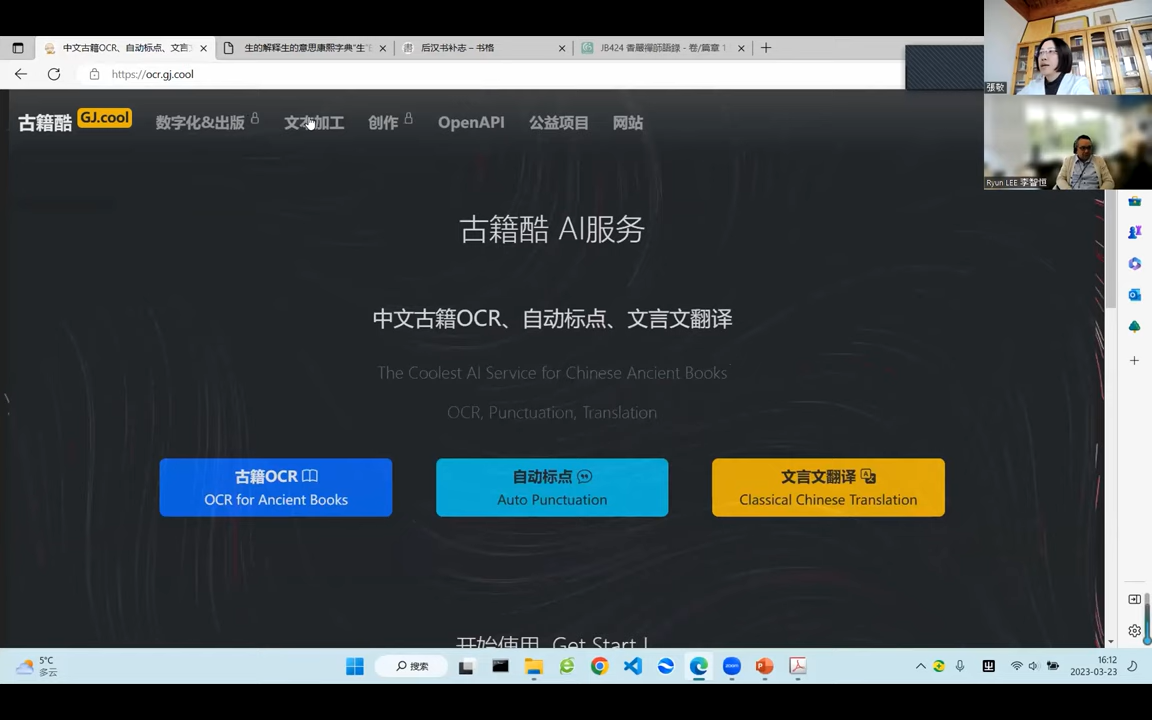 中文古籍OCR、自动标点、文言
生的解释生的意思康熙字典"生"
后汉书补志 – 书格
JB424 香嚴禪師語錄 - 卷/篇章 1
https://ocr.gj.cool
張敏
Ryun LEE 李智恒
古籍酷 GJ.cool
数字化&出版
文本加工
创作
OpenAPI
公益项目
网站
古籍酷 AI服务
中文古籍OCR、自动标点、文言文翻译
The Coolest AI Service for Chinese Ancient Books
OCR, Punctuation, Translation
古籍OCR
OCR for Ancient Books
自动标点
Auto Punctuation
文言文翻译
Classical Chinese Translation
开始使用 Get Start !
5°C
多云
搜索
16:12
2023-03-23